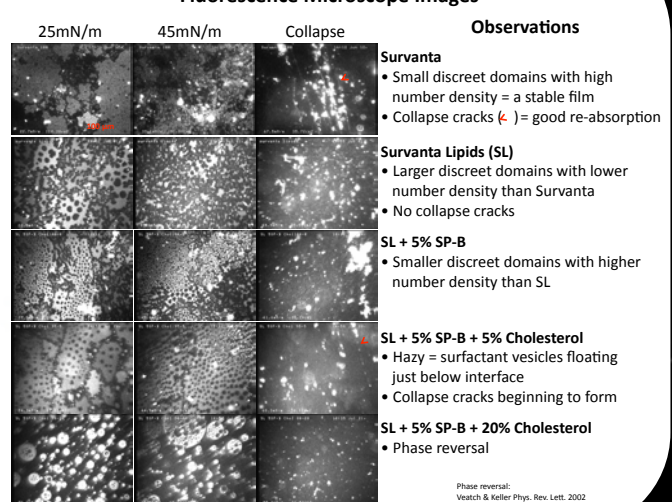 Fluorescence Microscope Images
25mN/m
45mN/m
Collapse
Observations
Survanta
• Small discreet domains with high
number density = a stable film
• Collapse cracks ( ) = good re-absorption
Survanta Lipids (SL)
• Larger discreet domains with lower
number density than Survanta
• No collapse cracks
SL + 5% SP-B
• Smaller discreet domains with higher
number density than SL
SL + 5% SP-B + 5% Cholesterol
• Hazy = surfactant vesicles floating
just below interface
• Collapse cracks beginning to form
SL + 5% SP-B + 20% Cholesterol
• Phase reversal
Phase reversal:
Veatch & Keller Phys. Rev. Lett. 2002